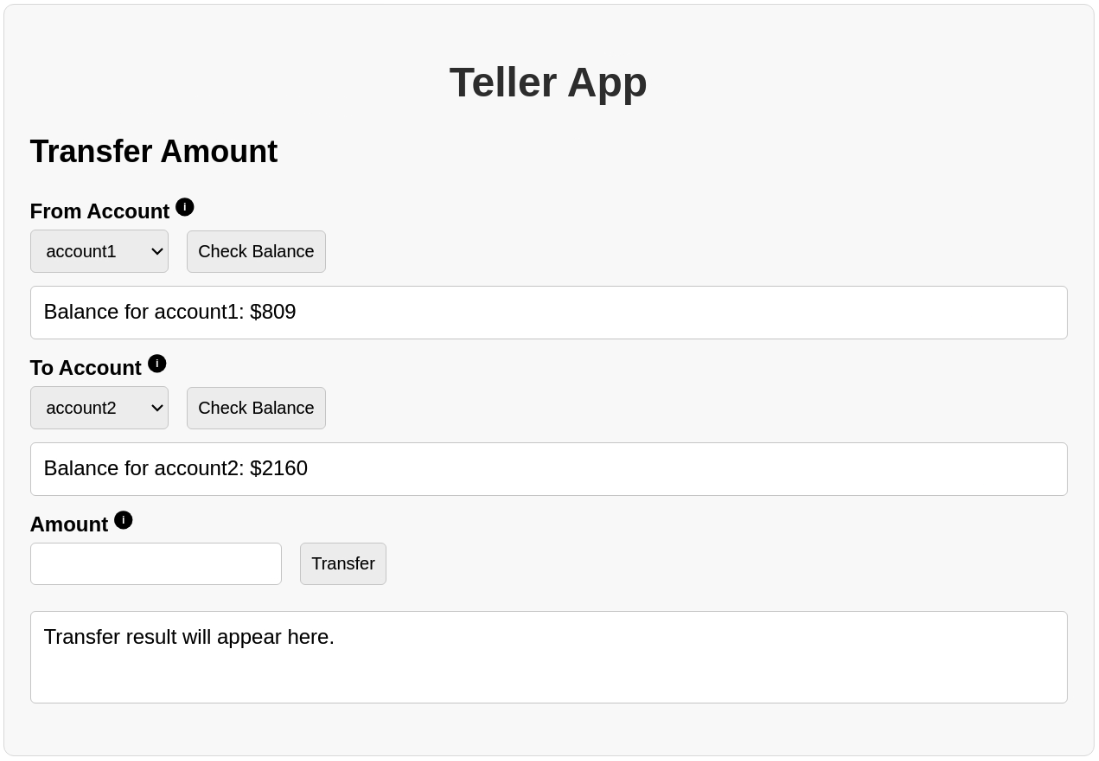 Teller App
Transfer Amount
From Account i
account1 Check Balance
Balance for account1: $809
To Account i
account2 Check Balance
Balance for account2: $2160
Amount i
Transfer
Transfer result will appear here.